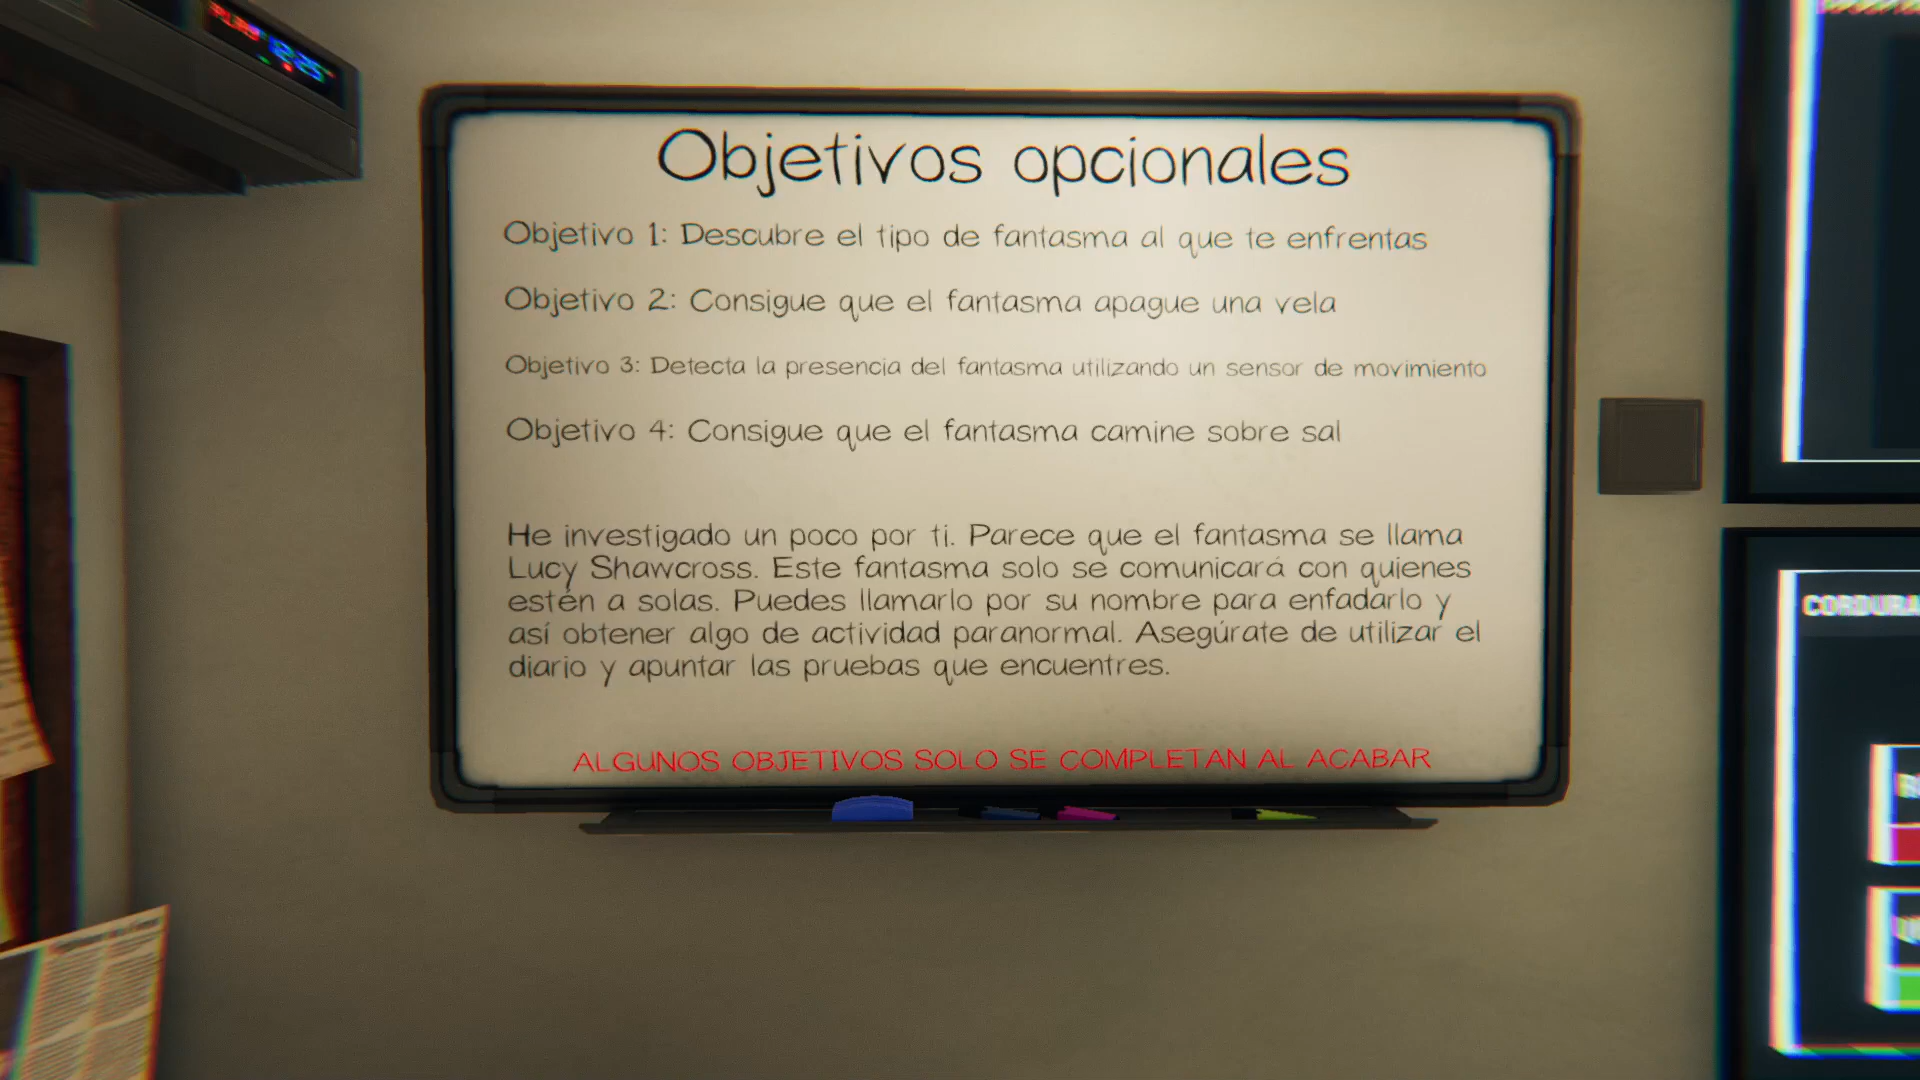 12:25
Objetivos opcionales
Objetivo 1: Descubre el tipo de fantasma al que te enfrentas
Objetivo 2: Consigue que el fantasma apague una vela
Objetivo 3: Detecta la presencia del fantasma utilizando un sensor de movimiento
Objetivo 4: Consigue que el fantasma camine sobre sal
He investigado un poco por ti. Parece que el fantasma se llama
Lucy Shawcross. Este fantasma solo se comunicará con quienes
estén a solas. Puedes llamarlo por su nombre para enfadarlo y
así obtener algo de actividad paranormal. Asegúrate de utilizar el
diario y apuntar las pruebas que encuentres.
ALGUNOS OBJETIVOS SOLO SE COMPLETAN AL ACABAR